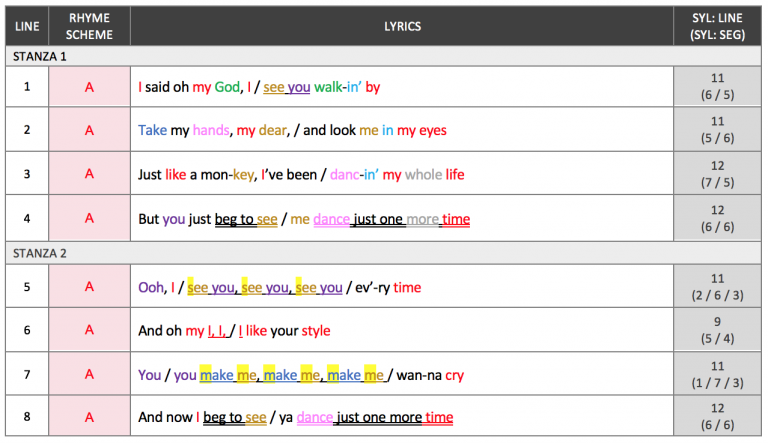 LINE RHYME SCHEME LYRICS SYL: LINE (SYL: SEG)
STANZA 1
1 A I said oh my God, I / see you walk-in’ by 11 (6 / 5)
2 A Take my hands, my dear, / and look me in my eyes 11 (5 / 6)
3 A Just like a mon-key, I’ve been / danc-in’ my whole life 12 (7 / 5)
4 A But you just beg to see / me dance just one more time 12 (6 / 6)
STANZA 2
5 A Ooh, I / see you, see you, see you / ev’-ry time 11 (2 / 6 / 3)
6 A And oh my I, I, / I like your style 9 (5 / 4)
7 A You / you make me, make me, make me / wan-na cry 11 (1 / 7 / 3)
8 A And now I beg to see / ya dance just one more time 12 (6 / 6)